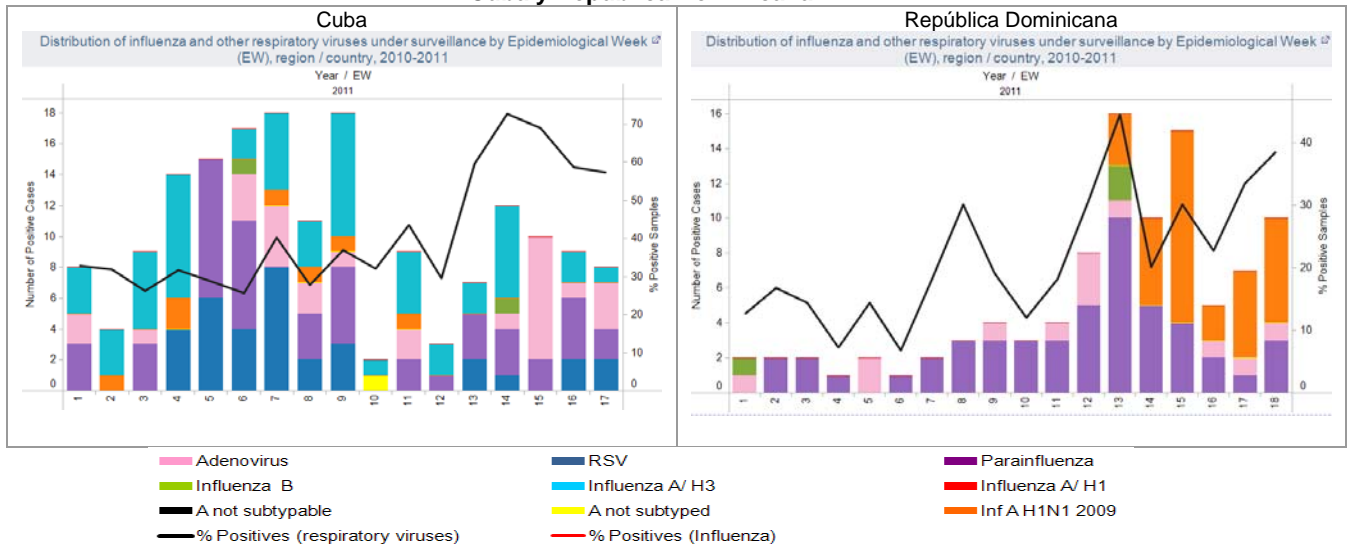 Cuba
Distribution of influenza and other respiratory viruses under surveillance by Epidemiological Week
(EW), region / country, 2010-2011
Year / EW
2011
Number of Positive Cases
18
16
14
12
10
8
6
4
2
0
% Positive Samples
70
60
50
40
30
20
10
0
1 2 3 4 5 6 7 8 9 10 11 12 13 14 15 16 17
República Dominicana
Distribution of influenza and other respiratory viruses under surveillance by Epidemiological Week
(EW), region / country, 2010-2011
Year / EW
2011
Number of Positive Cases
16
14
12
10
8
6
4
2
0
% Positive Samples
40
30
20
10
0
1 2 3 4 5 6 7 8 9 10 11 12 13 14 15 16 17 18
Adenovirus RSV Parainfluenza
Influenza B Influenza A/ H3 Influenza A/ H1
A not subtypable A not subtyped Inf A H1N1 2009
% Positives (respiratory viruses) % Positives (Influenza)